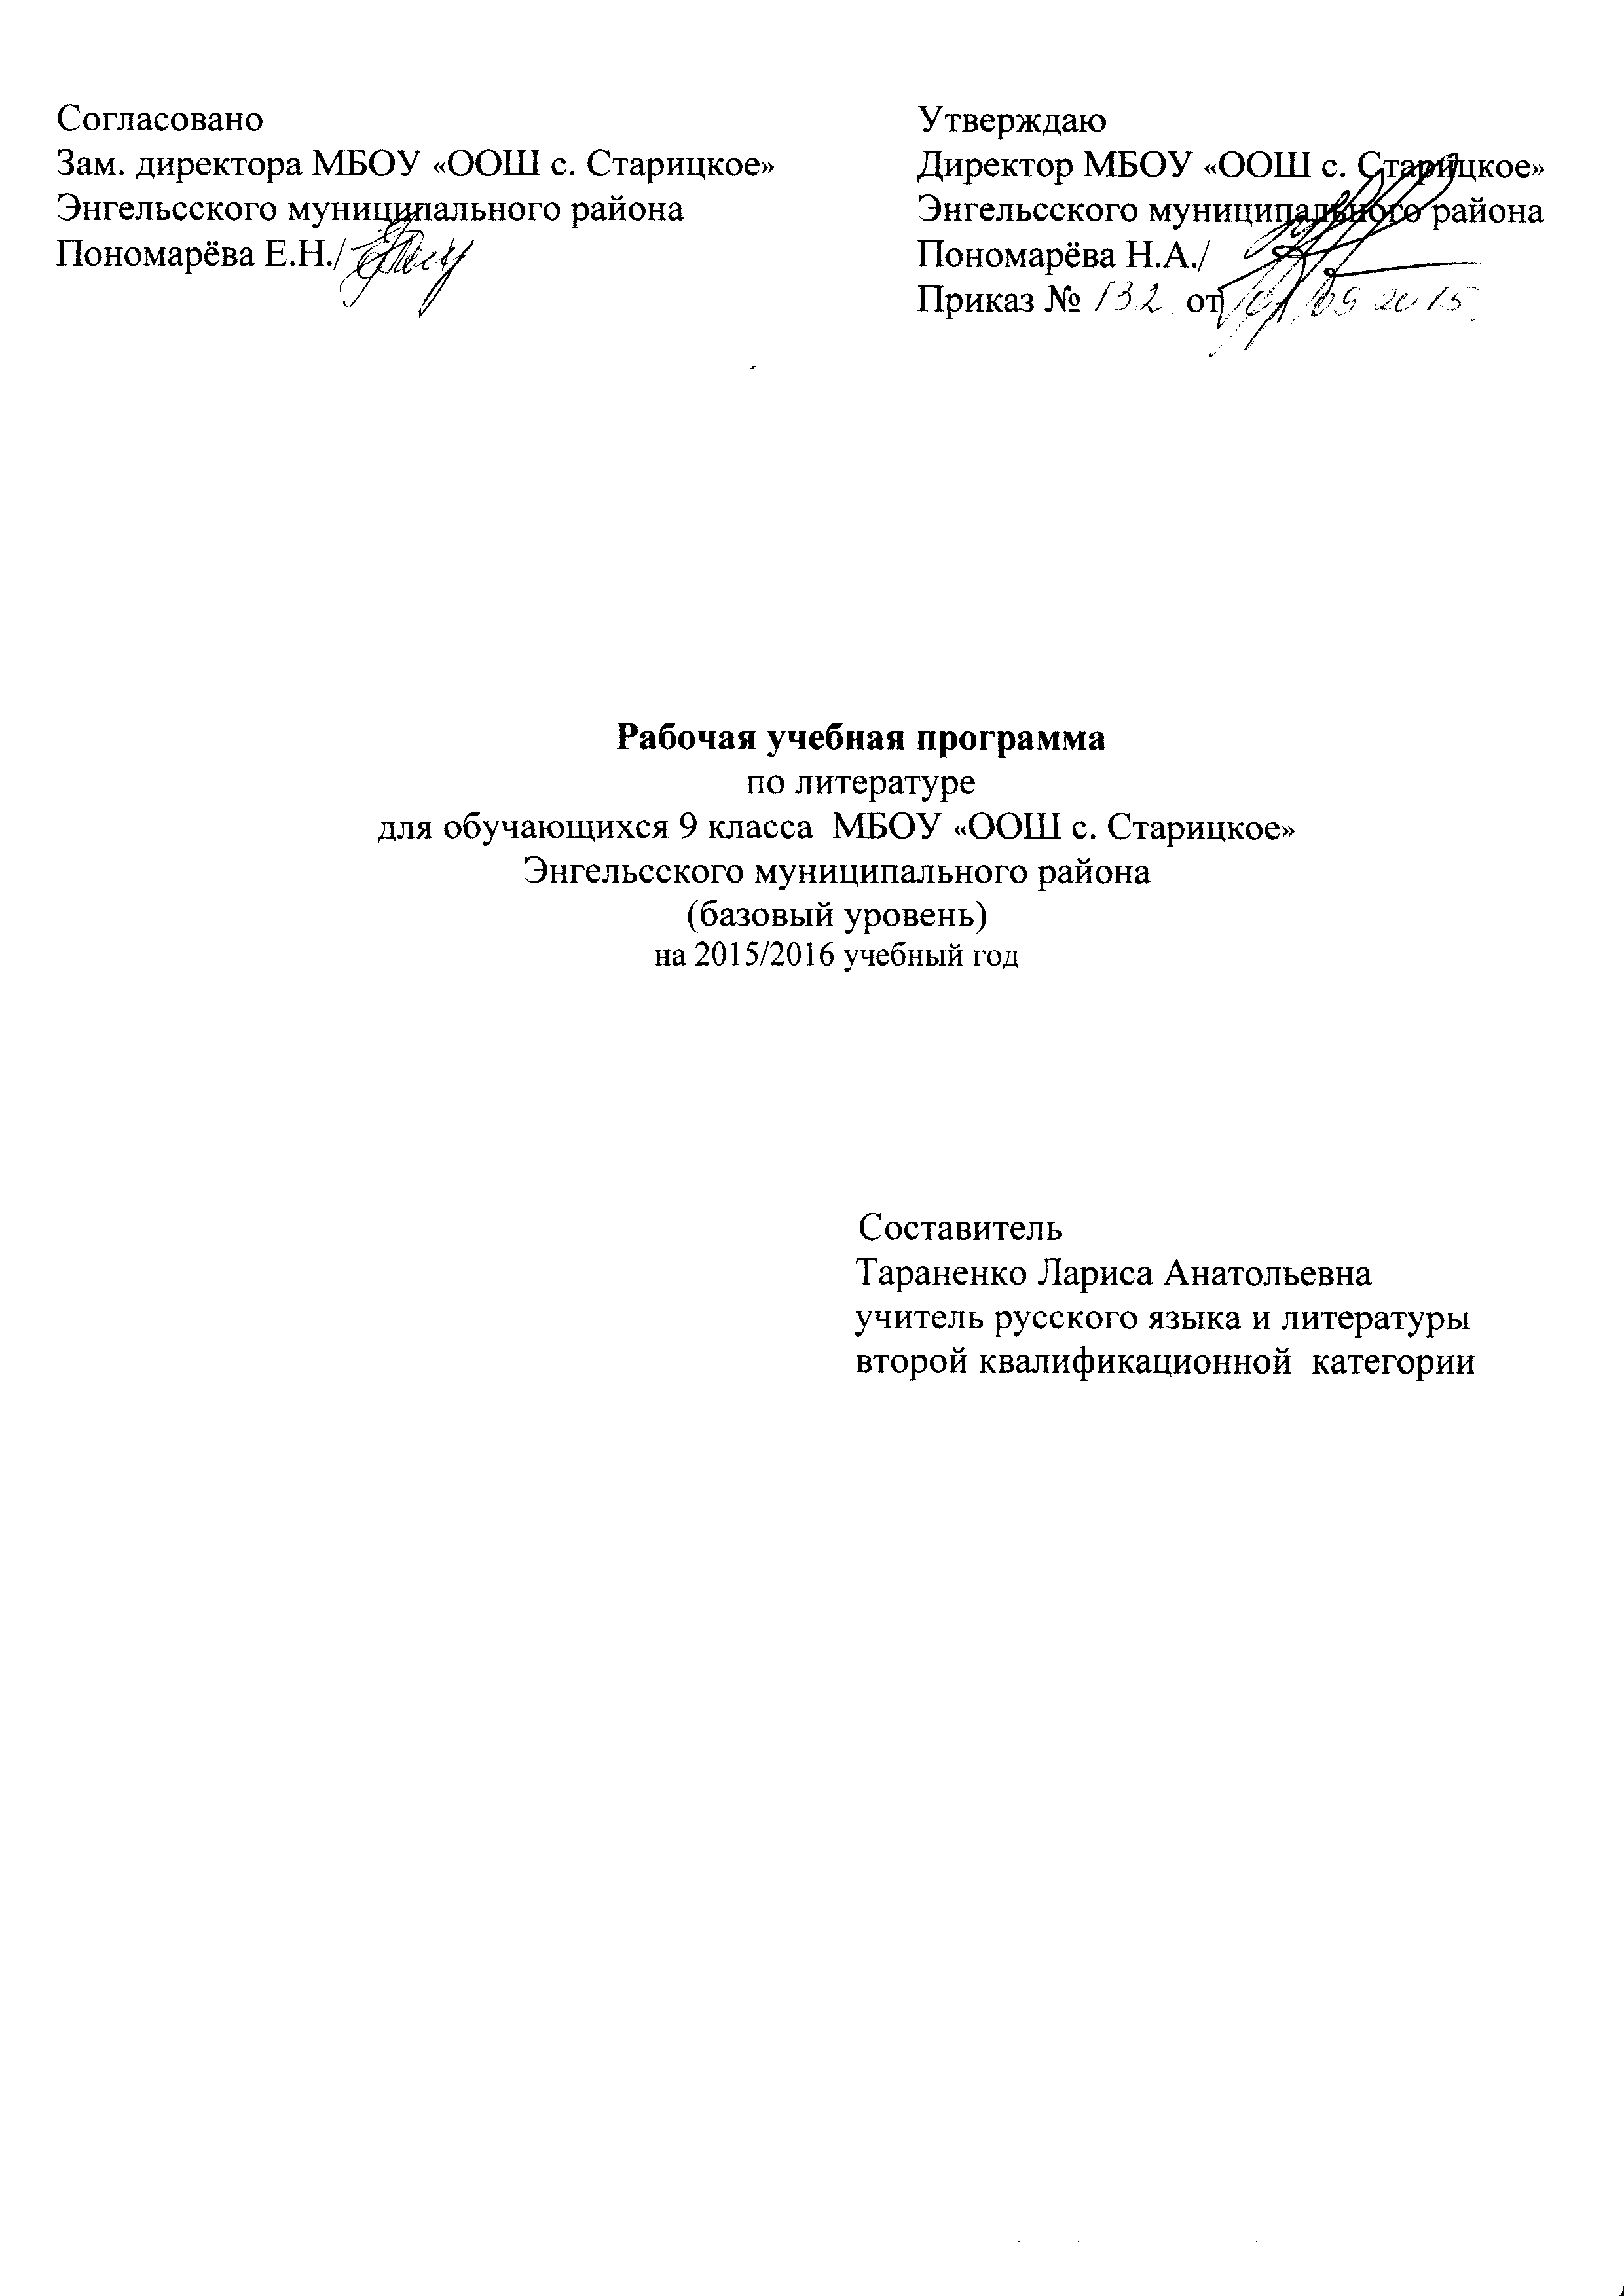 Согласовано
Зам. директора МБОУ «ООШ с. Старицкое»
Энгельсского муниципального района
Пономарёва Е.Н./
Утверждаю
Директор МБОУ «ООШ с. Старицкое»
Энгельсского муниципального района
Пономарёва Н.А./
Приказ № 132 от 01 09 2015
Рабочая учебная программа
по литературе
для обучающихся 9 класса МБОУ «ООШ с. Старицкое»
Энгельсского муниципального района
(базовый уровень)
на 2015/2016 учебный год
Составитель
Тараненко Лариса Анатольевна
учитель русского языка и литературы
второй квалификационной категории